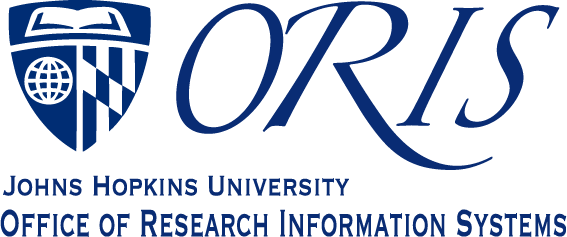 ORIS
JOHNS HOPKINS UNIVERSITY
OFFICE OF RESEARCH INFORMATION SYSTEMS